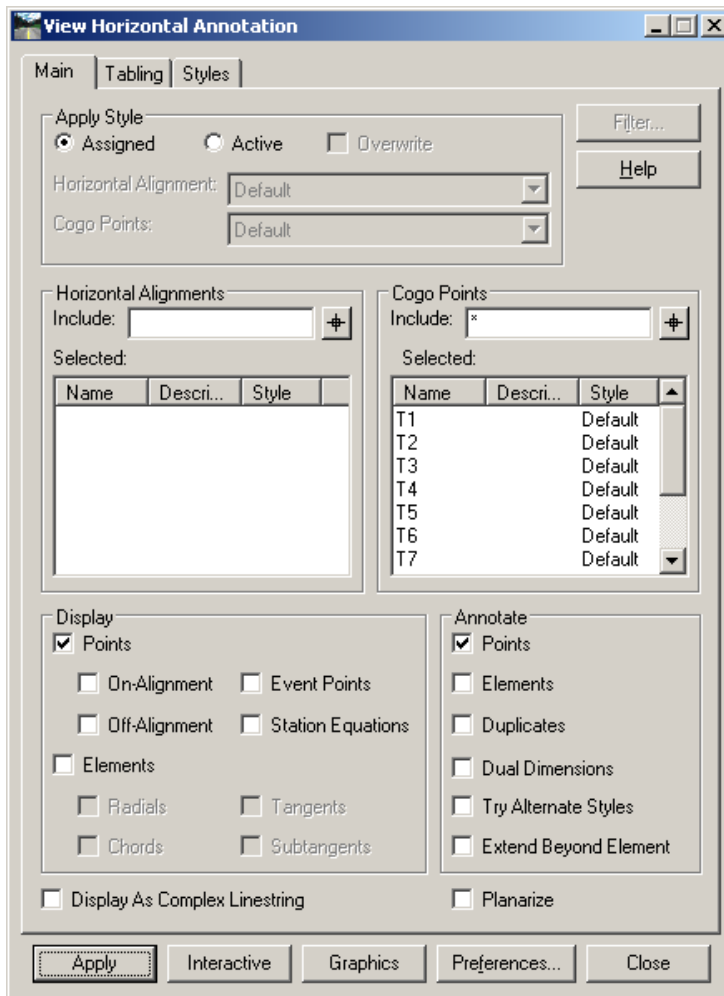 View Horizontal Annotation
Main Tabling Styles
Apply Style
Assigned Active Overwrite
Filter...
Help
Horizontal Alignment: Default
Cogo Points: Default
Horizontal Alignments
Include:
Selected:
Name Descri... Style
Cogo Points
Include: *
Selected:
Name Descri... Style
T1 Default
T2 Default
T3 Default
T4 Default
T5 Default
T6 Default
T7 Default
Display
Points
On-Alignment Event Points
Off-Alignment Station Equations
Elements
Radials Tangents
Chords Subtangents
Annotate
Points
Elements
Duplicates
Dual Dimensions
Try Alternate Styles
Extend Beyond Element
Display As Complex Linestring
Planarize
Apply Interactive Graphics Preferences... Close